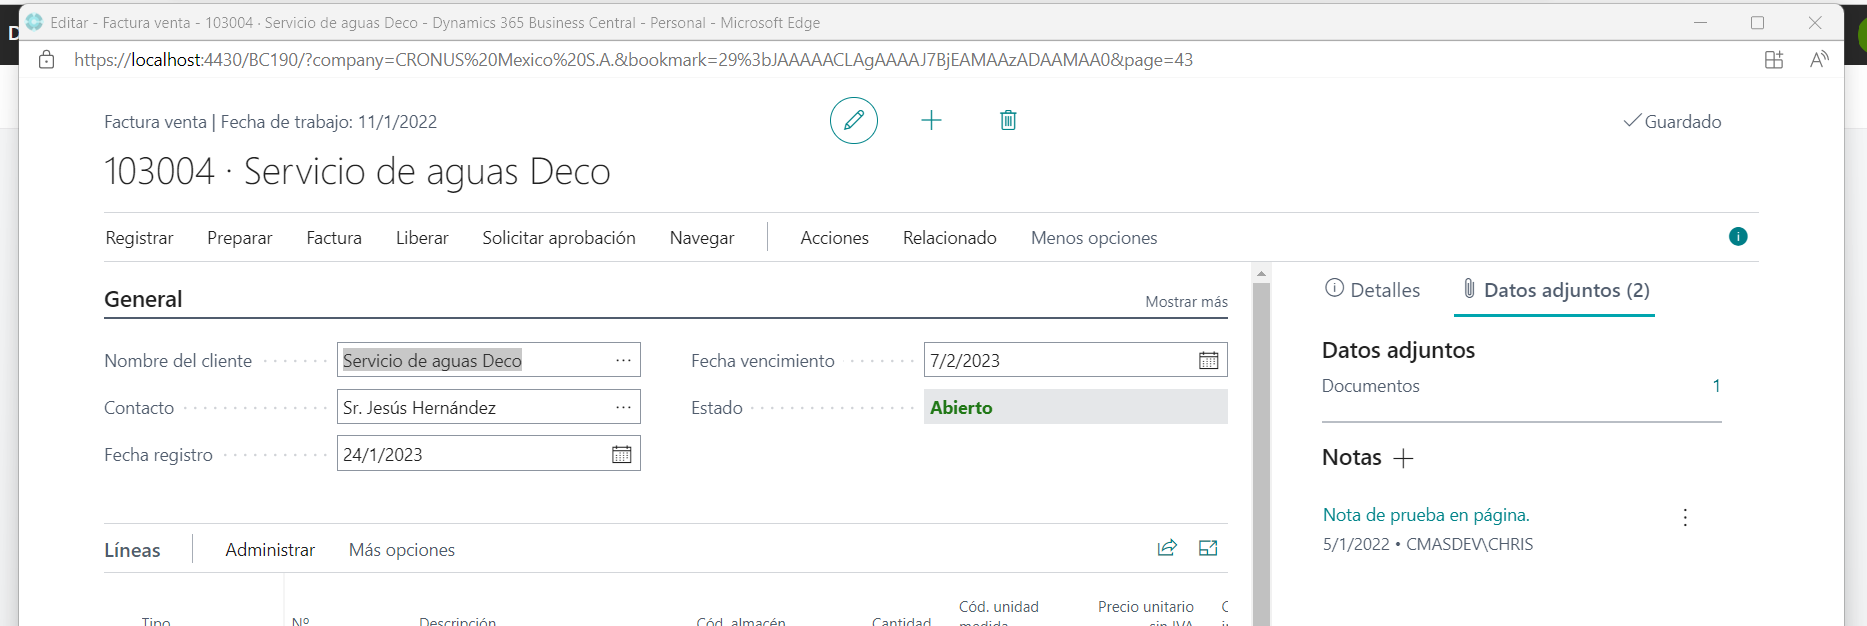 Editar - Factura venta - 103004 · Servicio de aguas Deco - Dynamics 365 Business Central - Personal - Microsoft Edge
https://localhost:4430/BC190/?company=CRONUS%20Mexico%20S.A.&bookmark=29%3bJAAAAACLAgAAAAJ7BjEAMAAzADAAMAA0&page=43
Factura venta | Fecha de trabajo: 11/1/2022
Guardado
103004 · Servicio de aguas Deco
Registrar Preparar Factura Liberar Solicitar aprobación Navegar Acciones Relacionado Menos opciones
General
Mostrar más
Nombre del cliente Servicio de aguas Deco
Fecha vencimiento 7/2/2023
Contacto Sr. Jesús Hernández
Estado Abierto
Fecha registro 24/1/2023
Líneas Administrar Más opciones
Tipo Nº Descripción Cód. almacén Cantidad Cód. unidad medida Precio unitario sin IVA
Detalles Datos adjuntos (2)
Datos adjuntos
Documentos 1
Notas
Nota de prueba en página.
5/1/2022 • CMASDEV\CHRIS